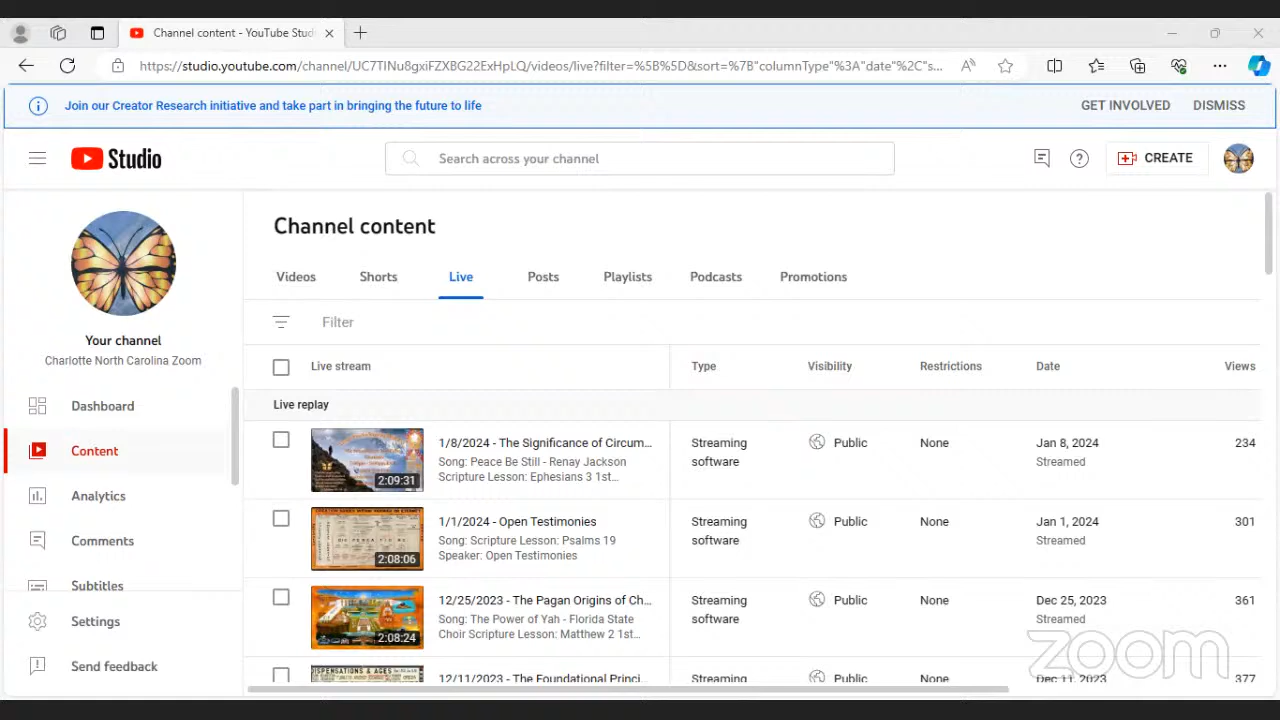 Channel content - YouTube Stud
https://studio.youtube.com/channel/UC7TlNu8gxiFZXBG22ExHpLQ/videos/live?filter=%5B%5D&sort=%7B"columnType"%3A"date"%2C"s...
Join our Creator Research initiative and take part in bringing the future to life
GET INVOLVED
DISMISS
Studio
Search across your channel
CREATE
Your channel
Charlotte North Carolina Zoom
Dashboard
Content
Analytics
Comments
Subtitles
Settings
Send feedback
Channel content
Videos
Shorts
Live
Posts
Playlists
Podcasts
Promotions
Filter
Live stream
Type
Visibility
Restrictions
Date
Views
Live replay
2:09:31
1/8/2024 - The Significance of Circum...
Song: Peace Be Still - Renay Jackson
Scripture Lesson: Ephesians 3 1st...
Streaming
software
Public
None
Jan 8, 2024
Streamed
234
2:08:06
1/1/2024 - Open Testimonies
Song: Scripture Lesson: Psalms 19
Speaker: Open Testimonies
Streaming
software
Public
None
Jan 1, 2024
Streamed
301
2:08:24
12/25/2023 - The Pagan Origins of Ch...
Song: The Power of Yah - Florida State
Choir Scripture Lesson: Matthew 2 1st...
Streaming
software
Public
None
Dec 25, 2023
Streamed
361
DISPENSATIONS & AGES
12/11/2023 - The Foundational Princi...
Streaming
Public
None
Dec 11, 2023
377
zoom